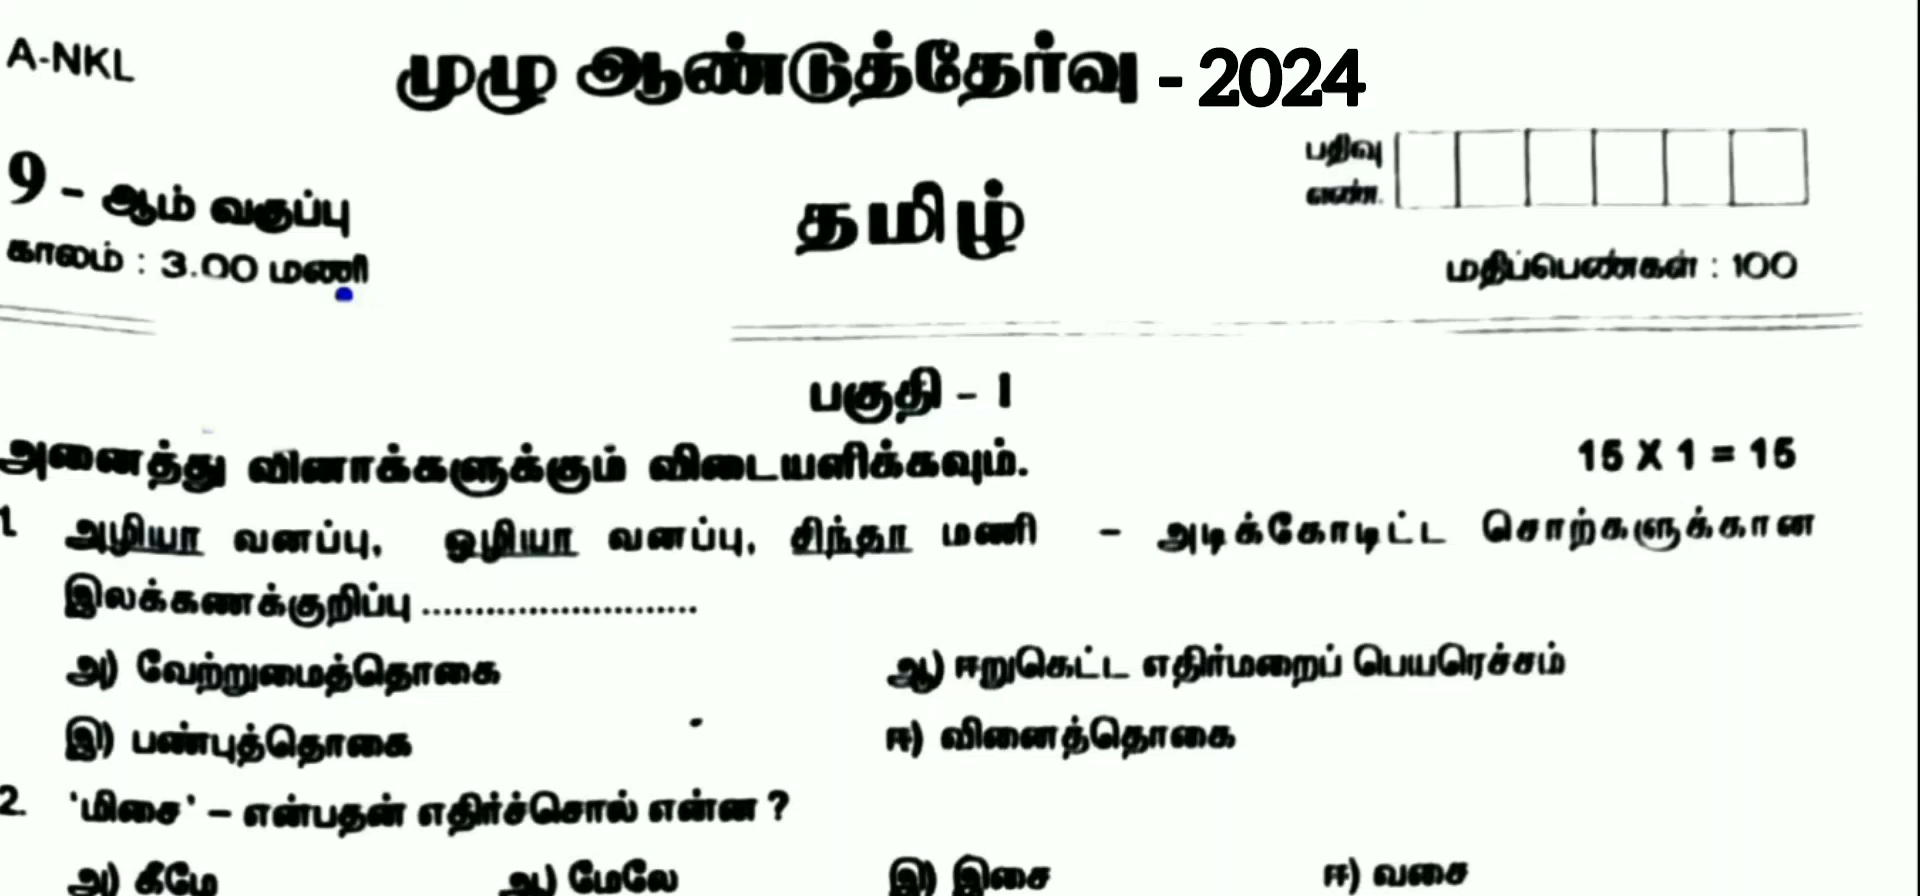 A-NKL
முழு ஆண்டுத்தேர்வு - 2024
9 - ஆம் வகுப்பு
தமிழ்
பதிவு
எண்.
காலம் : 3.00 மணி
மதிப்பெண்கள் : 100
பகுதி - I
அனைத்து வினாக்களுக்கும் விடையளிக்கவும்.
15 X 1 = 15
1. அழியா வனப்பு, ஒழியா வனப்பு, சிந்தா மணி - அடிக்கோடிட்ட சொற்களுக்கான
இலக்கணக்குறிப்பு ..........................
அ) வேற்றுமைத்தொகை ஆ) ஈறுகெட்ட எதிர்மறைப் பெயரெச்சம்
இ) பண்புத்தொகை ஈ) வினைத்தொகை
2. 'மிசை' – என்பதன் எதிர்ச்சொல் என்ன ?
அ) கீழே ஆ) மேலே இ) இசை ஈ) வசை